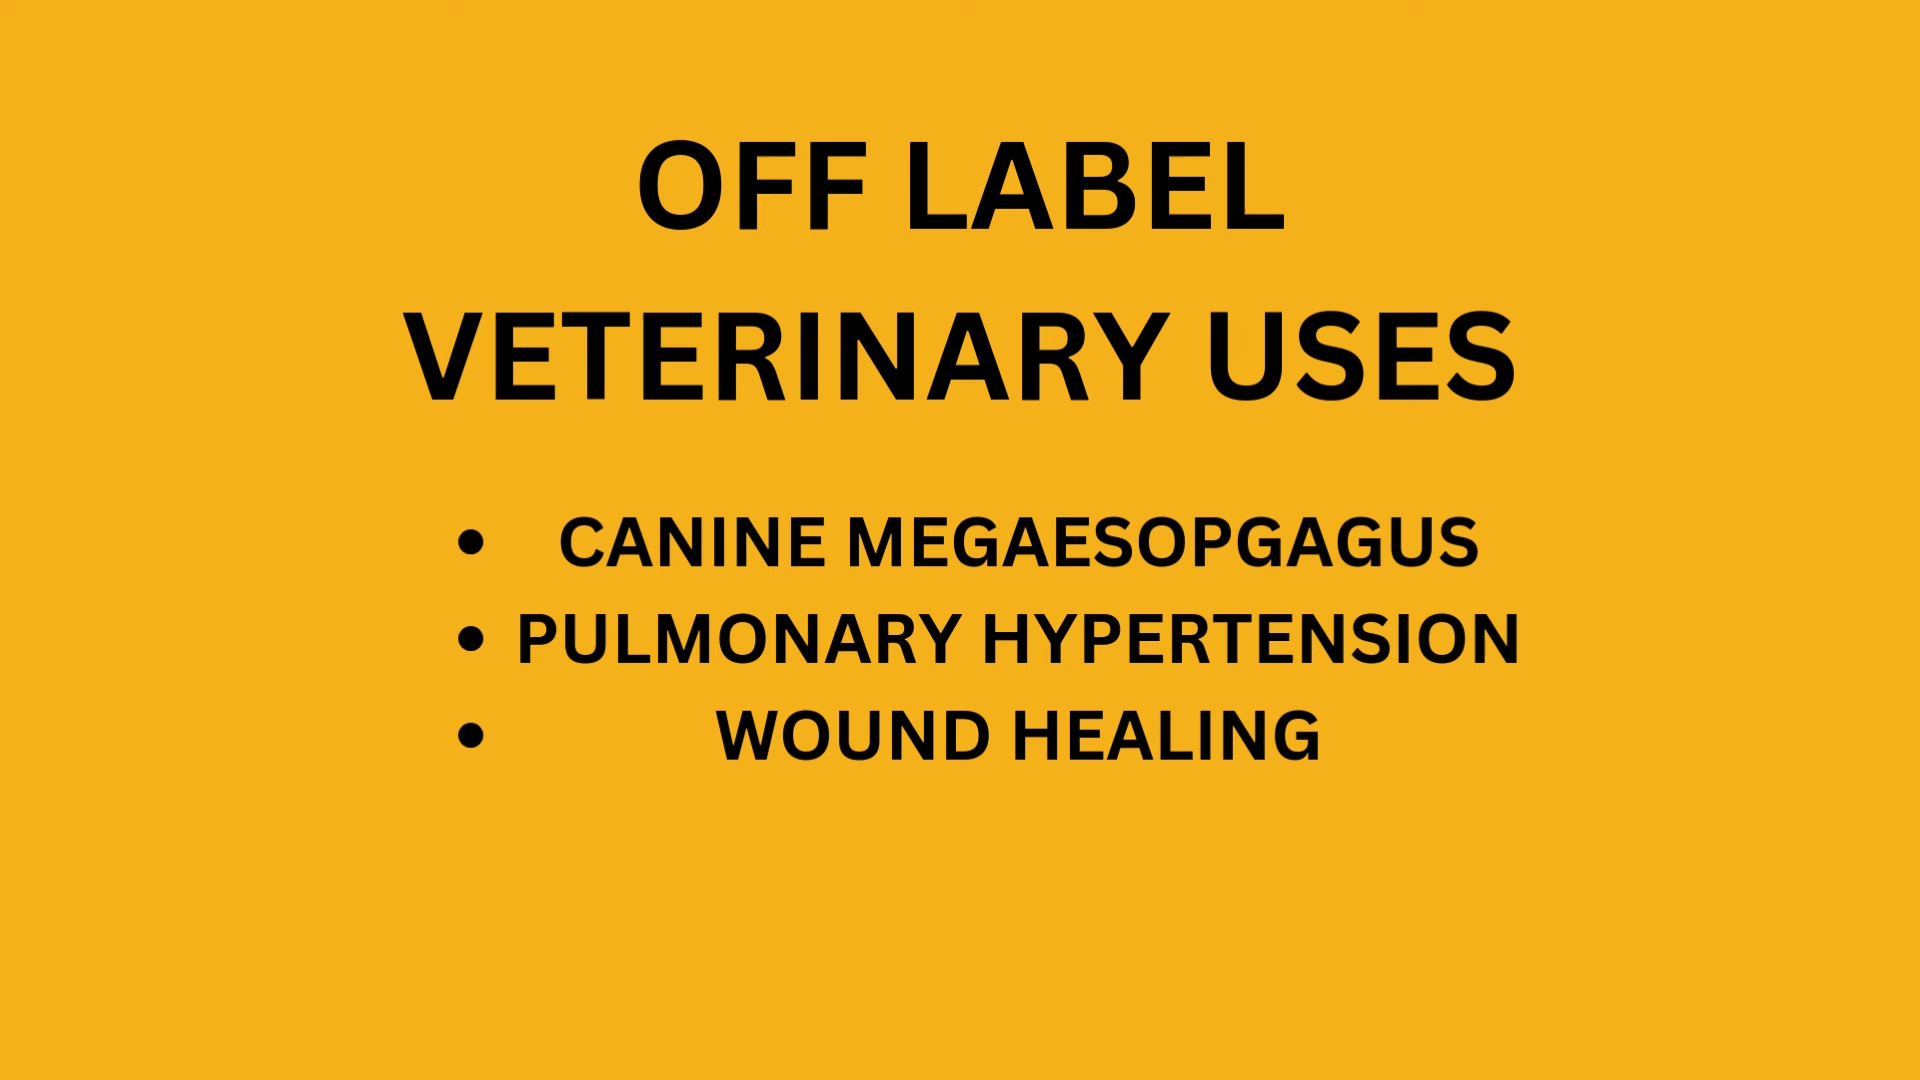 OFF LABEL
VETERINARY USES
• CANINE MEGAESOPGAGUS
• PULMONARY HYPERTENSION
• WOUND HEALING